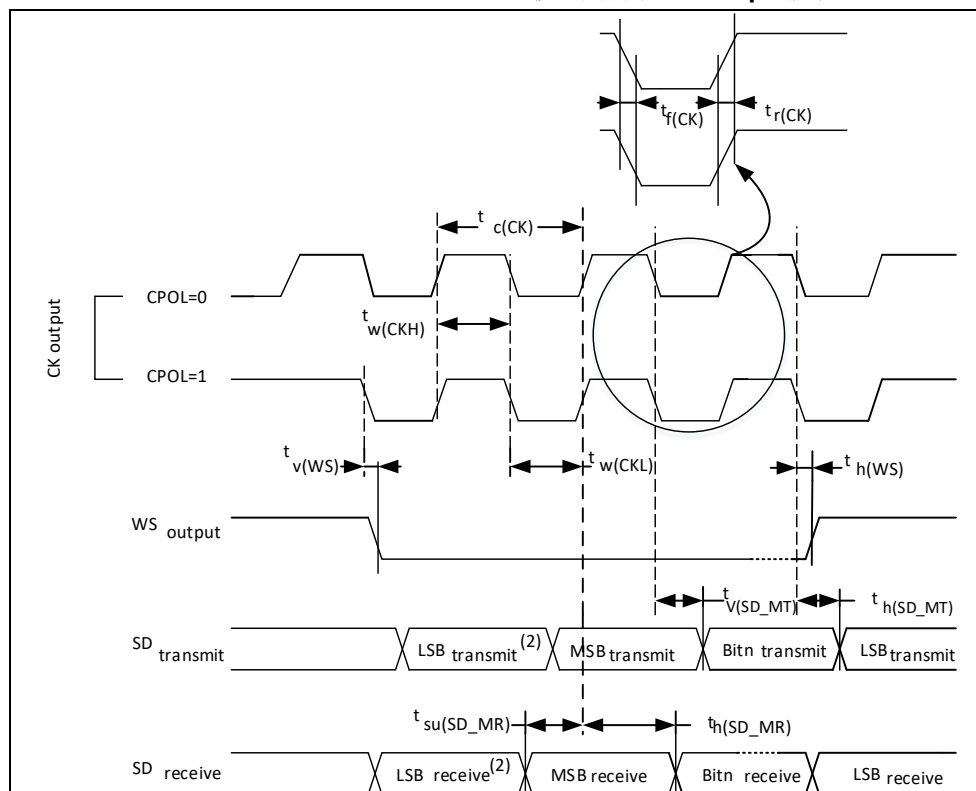 tf(CK)
tr(CK)
tc(CK)
CPOL=0
tw(CKH)
CK output
CPOL=1
tv(WS)
tw(CKL)
th(WS)
WS output
tV(SD_MT)
th(SD_MT)
SD transmit
LSB transmit(2)
MSB transmit
Bitn transmit
LSB transmit
tsu(SD_MR)
th(SD_MR)
SD receive
LSB receive(2)
MSB receive
Bitn receive
LSB receive